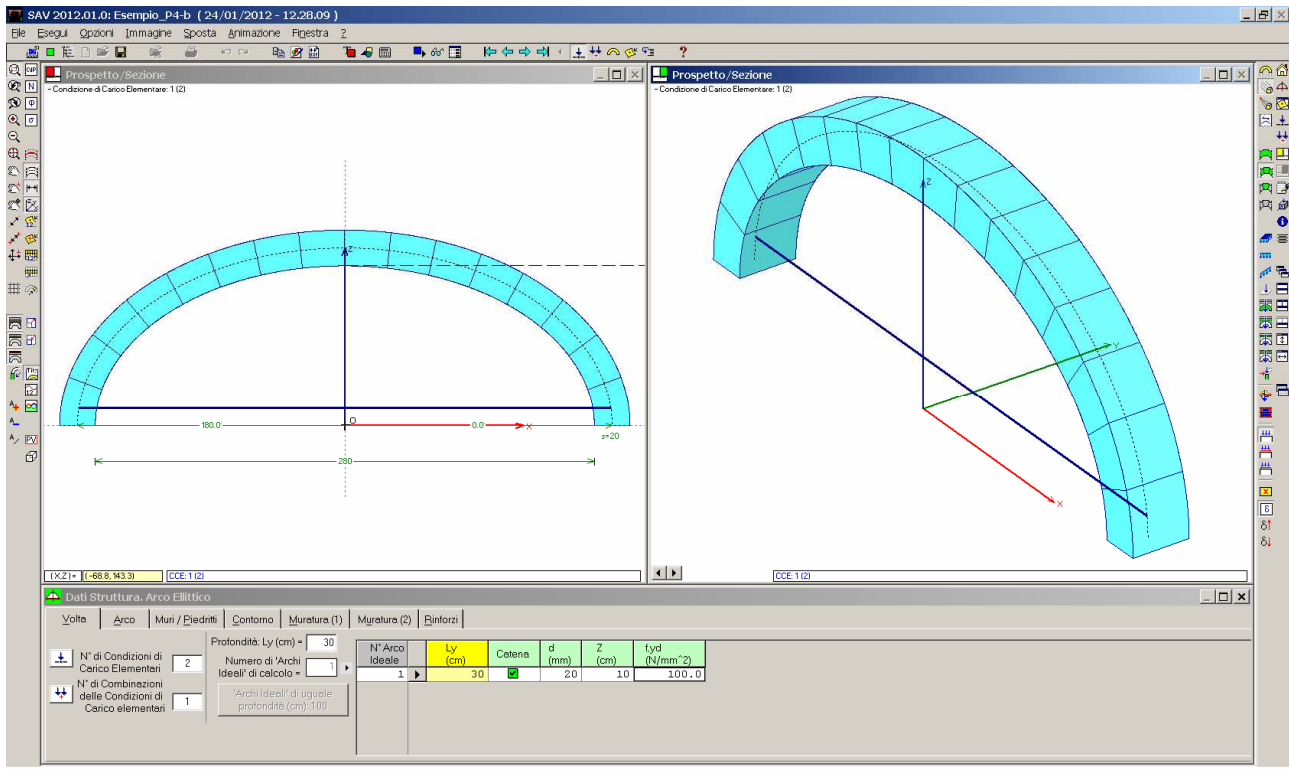 SAV 2012.01.0: Esempio_P4-b ( 24/01/2012 - 12.28.09 )
File Esegui Opzioni Immagine Sposta Animazione Finestra ?
Prospetto/Sezione
- Condizione di Carico Elementare: 1 (2)
Z
O
X
180.0
0.0
s=20
280
(X,Z)= (-68.8, 143.3) CCE: 1 (2)
Prospetto/Sezione
- Condizione di Carico Elementare: 1 (2)
Z
Y
X
CCE: 1 (2)
Dati Struttura. Arco Ellittico
Volta Arco Muri / Piedritti Contorno Muratura (1) Muratura (2) Rinforzi
N° di Condizioni di
Carico Elementari 2
N° di Combinazioni
delle Condizioni di
Carico elementari 1
Profondità: Ly (cm) = 30
Numero di 'Archi
Ideali' di calcolo = 1
'Archi Ideali' di uguale
profondità (cm): 100
N° Arco Ideale Ly (cm) Catena d (mm) Z (cm) f,yd (N/mm^2)
1 30 20 10 100.0